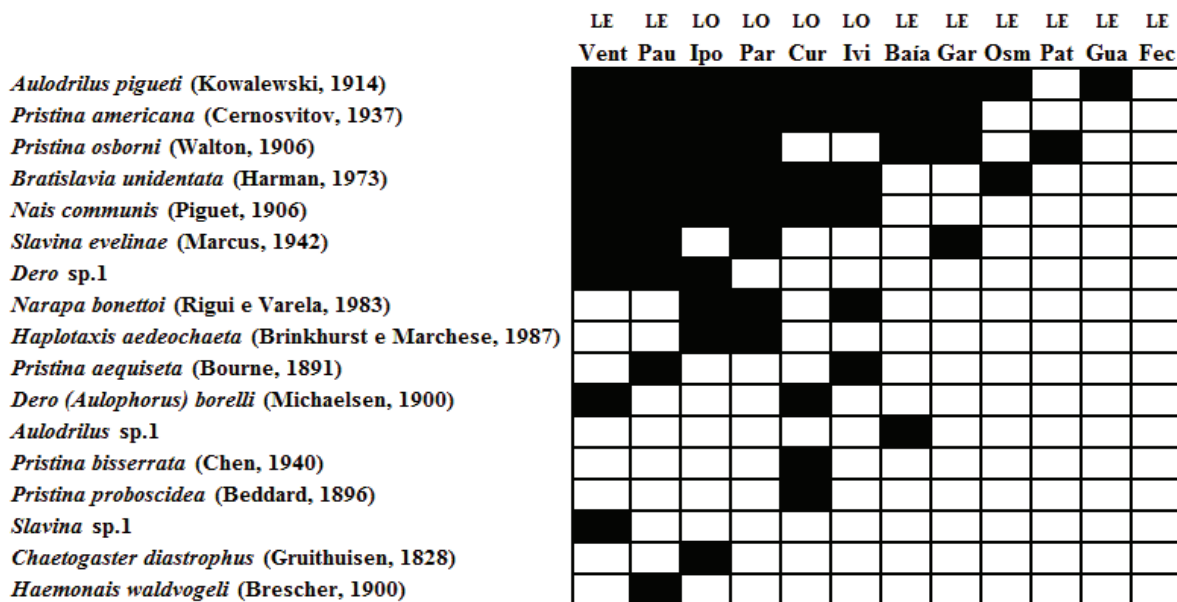 LE LE LO LO LO LO LE LE LE LE LE LE
Vent Pau Ipo Par Cur Ivi Baía Gar Osm Pat Gua Fec
Aulodrilus pigueti (Kowalewski, 1914)
Pristina americana (Cernosvitov, 1937)
Pristina osborni (Walton, 1906)
Bratislavia unidentata (Harman, 1973)
Nais communis (Piguet, 1906)
Slavina evelinae (Marcus, 1942)
Dero sp.1
Narapa bonettoi (Rigui e Varela, 1983)
Haplotaxis aedeochaeta (Brinkhurst e Marchese, 1987)
Pristina aequiseta (Bourne, 1891)
Dero (Aulophorus) borelli (Michaelsen, 1900)
Aulodrilus sp.1
Pristina bisserrata (Chen, 1940)
Pristina proboscidea (Beddard, 1896)
Slavina sp.1
Chaetogaster diastrophus (Gruithuisen, 1828)
Haemonais waldvogeli (Brescher, 1900)